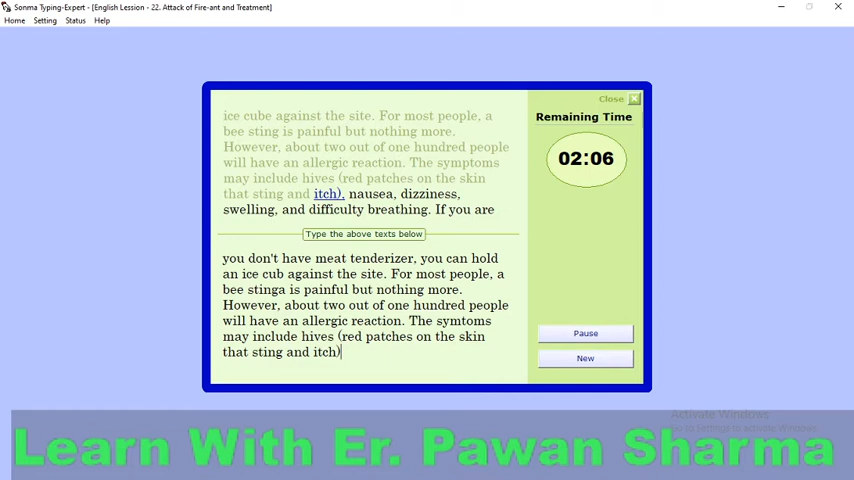 Sonma Typing-Expert - [English Lession - 22. Attack of Fire-ant and Treatment]
Home Setting Status Help
Close
ice cube against the site. For most people, a
bee sting is painful but nothing more.
However, about two out of one hundred people
will have an allergic reaction. The symptoms
may include hives (red patches on the skin
that sting and itch), nausea, dizziness,
swelling, and difficulty breathing. If you are
Remaining Time
02:06
Type the above texts below
you don't have meat tenderizer, you can hold
an ice cub against the site. For most people, a
bee stinga is painful but nothing more.
However, about two out of one hundred people
will have an allergic reaction. The symtoms
may include hives (red patches on the skin
that sting and itch)
Pause
New
Activate Windows
Go to Settings to activate Windows.
Learn With Er. Pawan Sharma